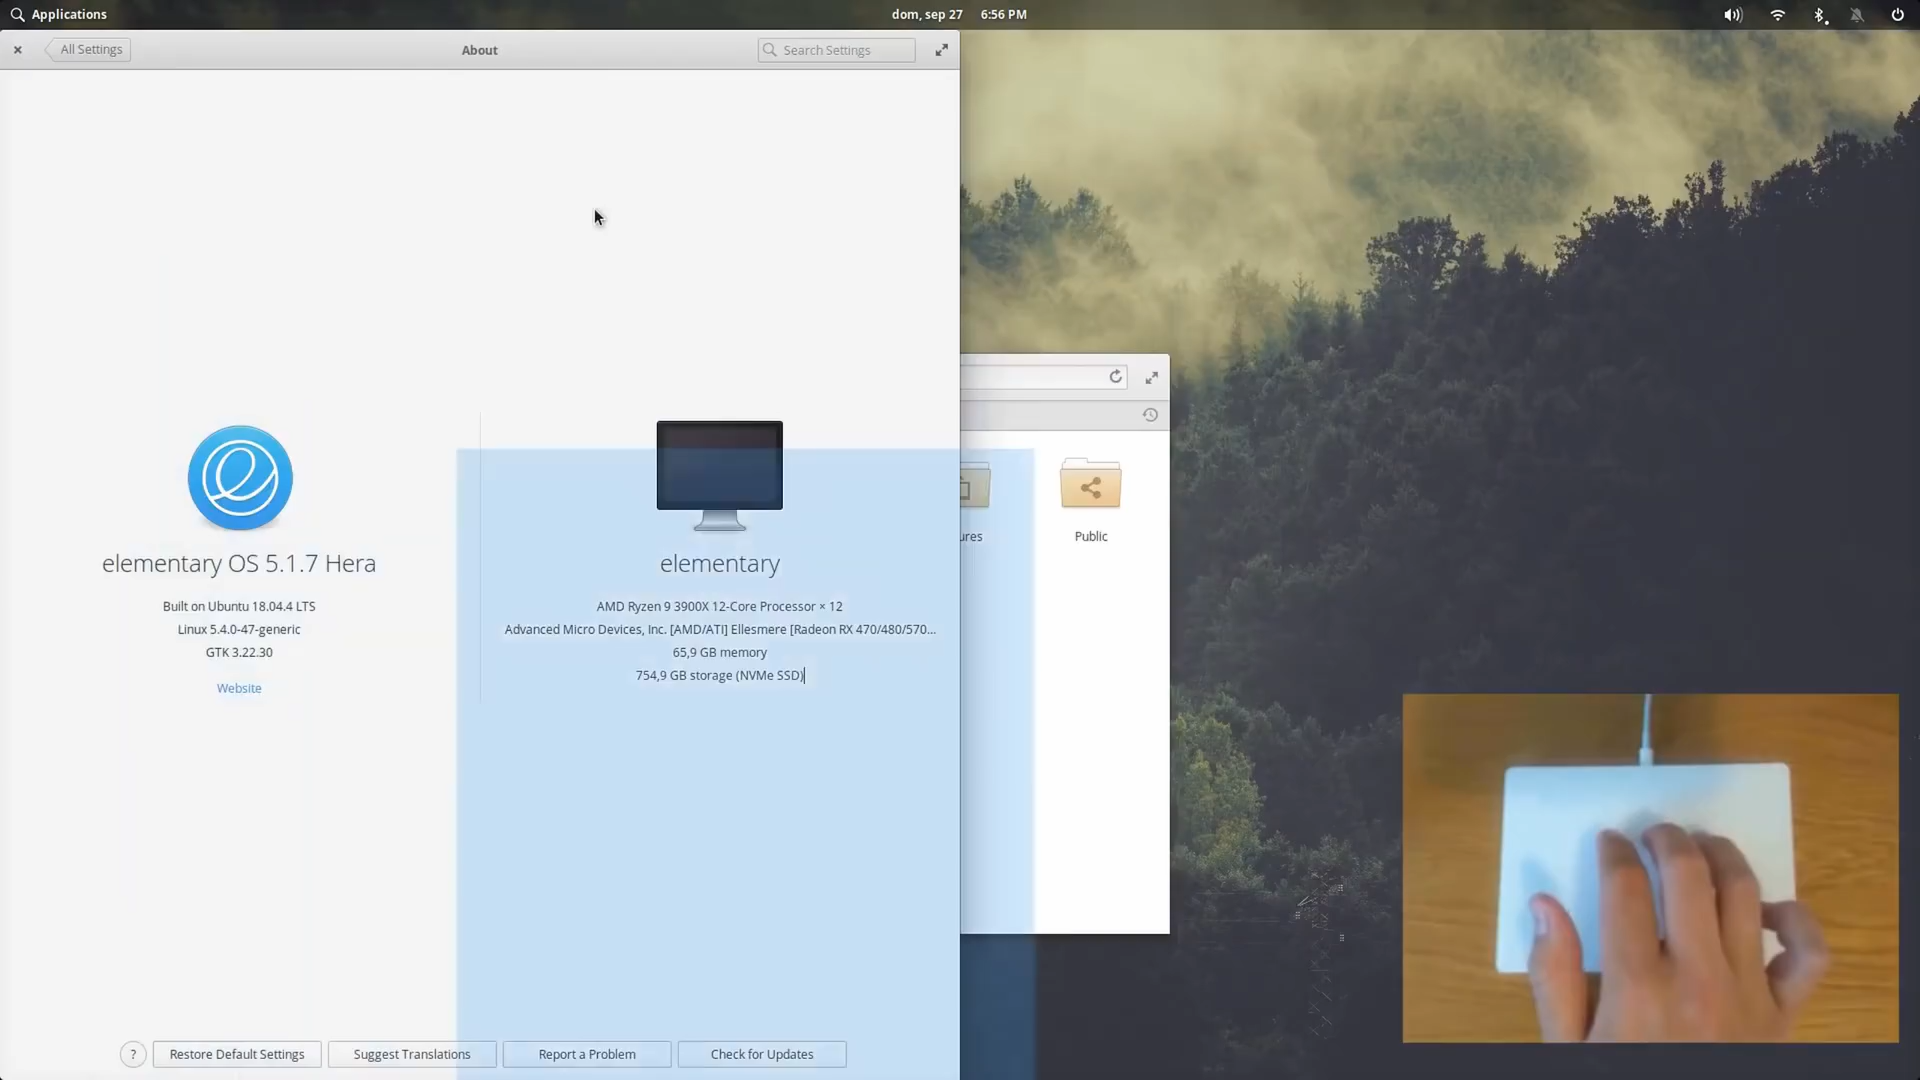 Applications
dom, sep 27 6:56 PM
All Settings
About
Search Settings
ures
Public
elementary OS 5.1.7 Hera
Built on Ubuntu 18.04.4 LTS
Linux 5.4.0-47-generic
GTK 3.22.30
Website
elementary
AMD Ryzen 9 3900X 12-Core Processor × 12
Advanced Micro Devices, Inc. [AMD/ATI] Ellesmere [Radeon RX 470/480/570...
65,9 GB memory
754,9 GB storage (NVMe SSD)
?
Restore Default Settings
Suggest Translations
Report a Problem
Check for Updates